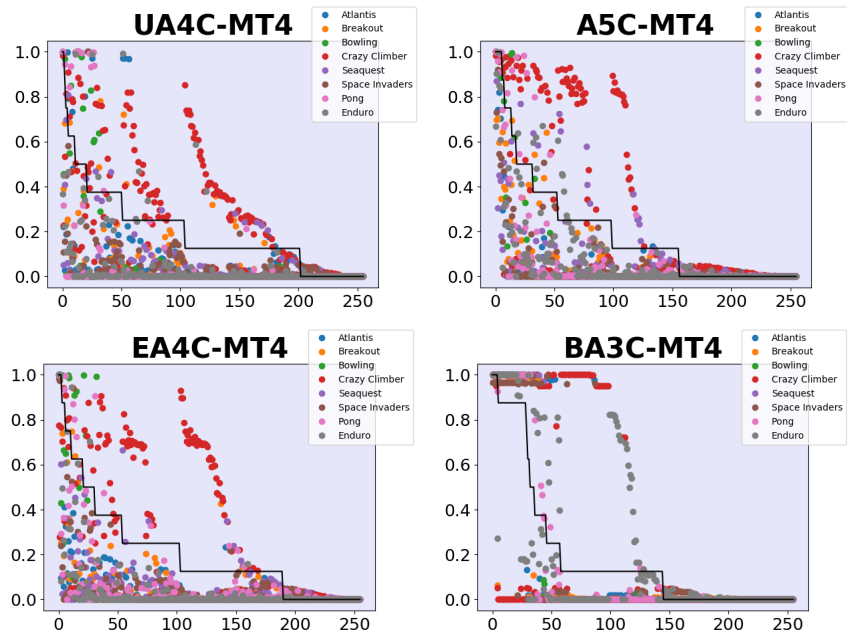 UA4C-MT4
Atlantis
Breakout
Bowling
Crazy Climber
Seaquest
Space Invaders
Pong
Enduro
1.0
0.8
0.6
0.4
0.2
0.0
0 50 100 150 200 250
A5C-MT4
Atlantis
Breakout
Bowling
Crazy Climber
Seaquest
Space Invaders
Pong
Enduro
1.0
0.8
0.6
0.4
0.2
0.0
0 50 100 150 200 250
EA4C-MT4
Atlantis
Breakout
Bowling
Crazy Climber
Seaquest
Space Invaders
Pong
Enduro
1.0
0.8
0.6
0.4
0.2
0.0
0 50 100 150 200 250
BA3C-MT4
Atlantis
Breakout
Bowling
Crazy Climber
Seaquest
Space Invaders
Pong
Enduro
1.0
0.8
0.6
0.4
0.2
0.0
0 50 100 150 200 250